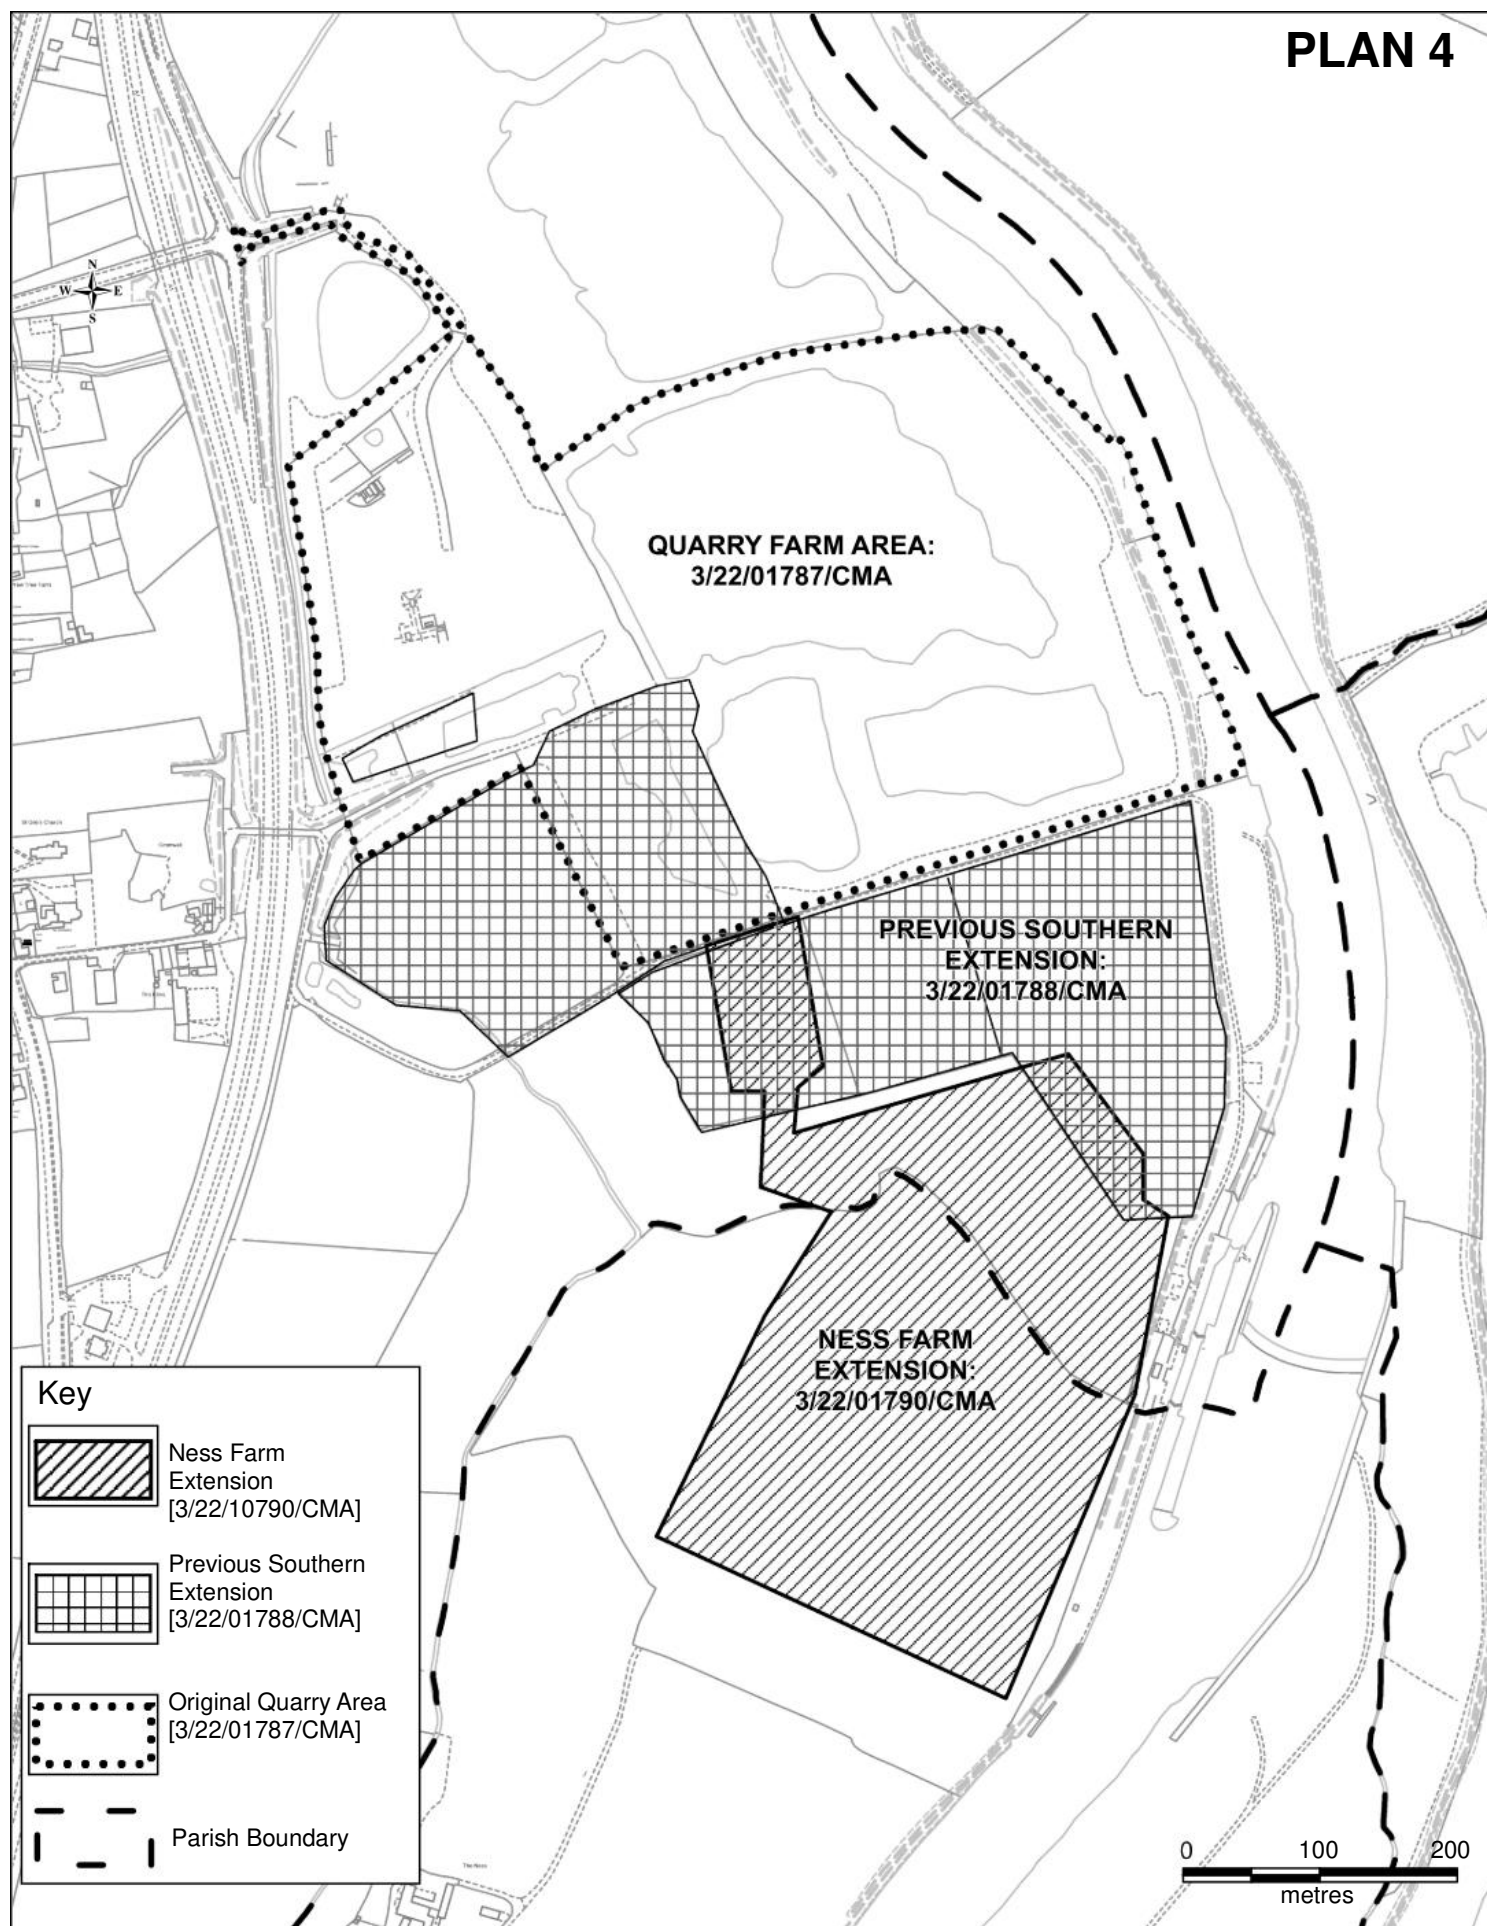 PLAN 4
N
W E
S
QUARRY FARM AREA:
3/22/01787/CMA
PREVIOUS SOUTHERN
EXTENSION:
3/22/01788/CMA
NESS FARM
EXTENSION:
3/22/01790/CMA
Key
Ness Farm
Extension
[3/22/10790/CMA]
Previous Southern
Extension
[3/22/01788/CMA]
Original Quarry Area
[3/22/01787/CMA]
Parish Boundary
The Ness
0 100 200
metres